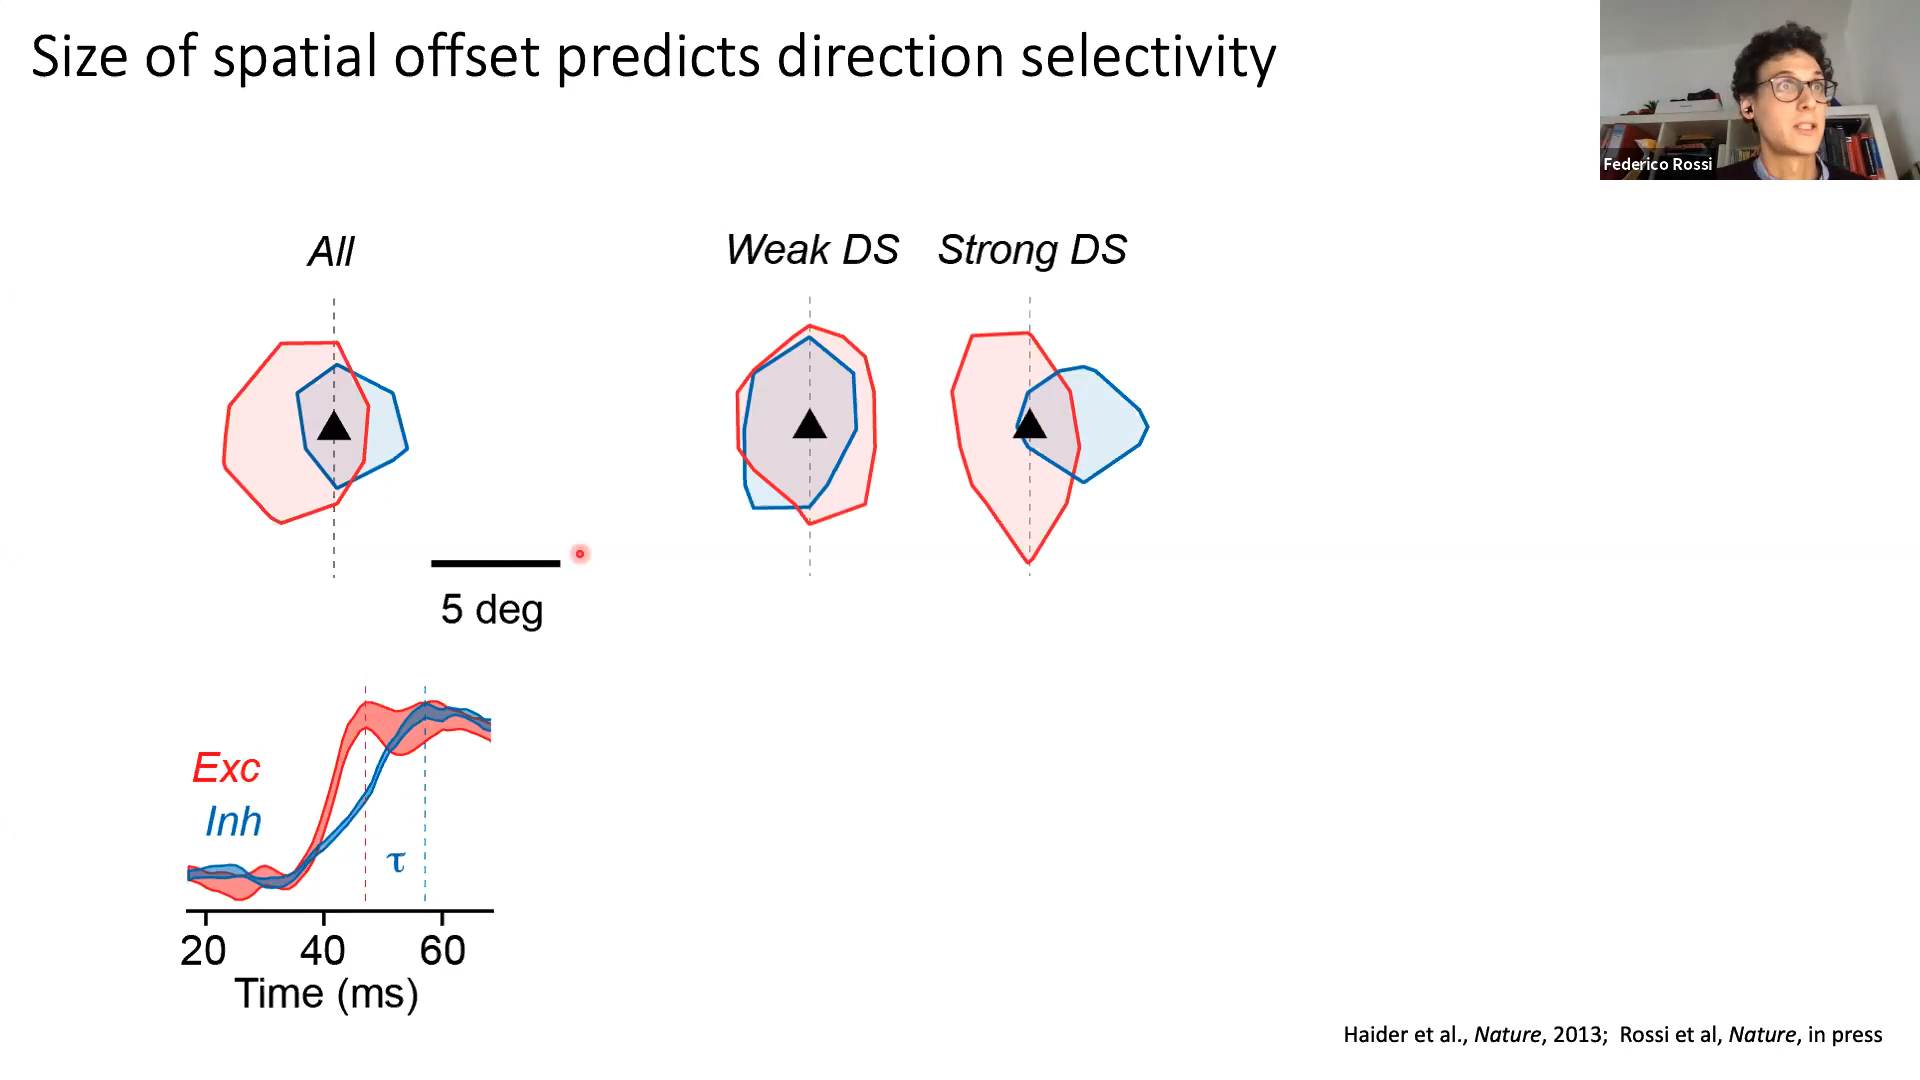 Size of spatial offset predicts direction selectivity
Federico Rossi
All
Weak DS
Strong DS
5 deg
Exc
Inh
τ
20 40 60
Time (ms)
Haider et al., Nature, 2013; Rossi et al, Nature, in press